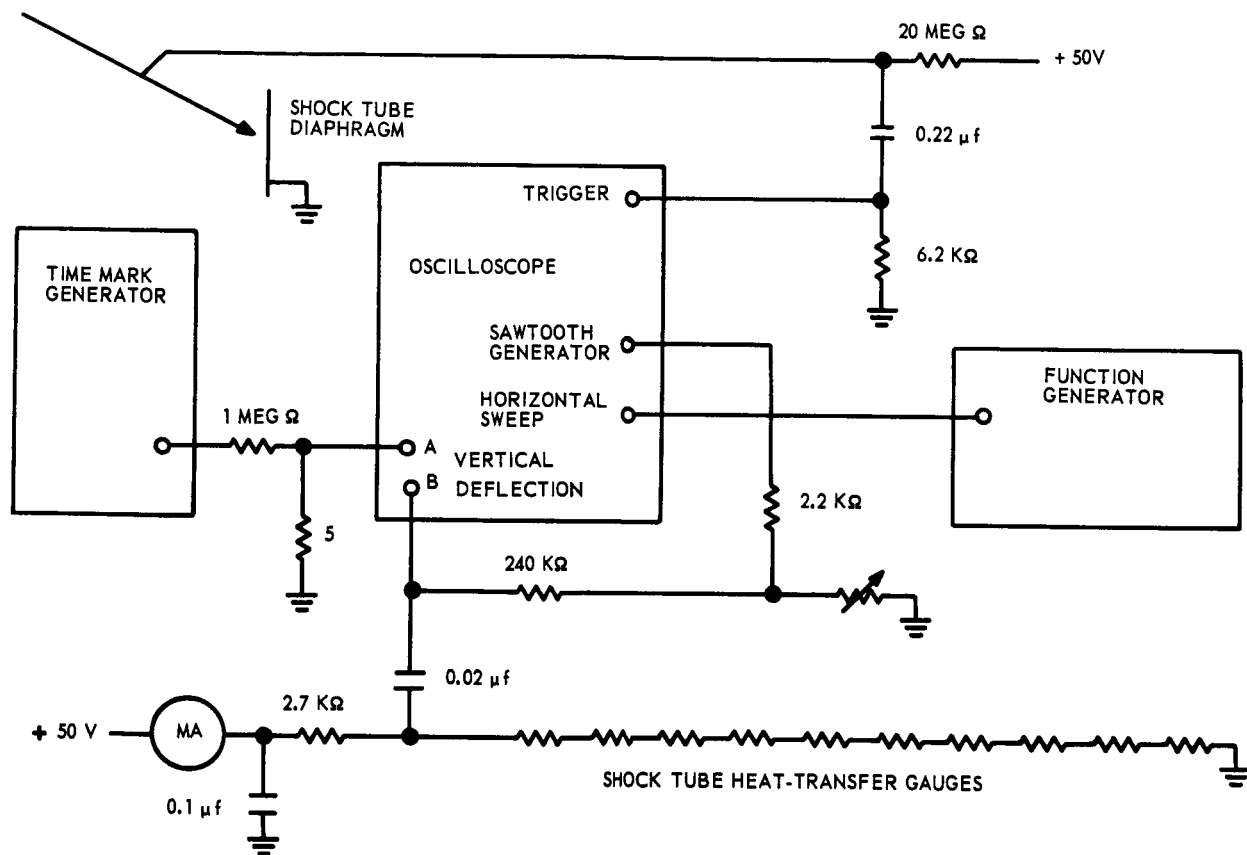 20 MEG Ω
+ 50V
SHOCK TUBE
DIAPHRAGM
0.22 μf
TRIGGER
6.2 KΩ
OSCILLOSCOPE
TIME MARK
GENERATOR
SAWTOOTH
GENERATOR
FUNCTION
GENERATOR
HORIZONTAL
SWEEP
1 MEG Ω
A
B
VERTICAL
DEFLECTION
2.2 KΩ
5
240 KΩ
0.02 μf
2.7 KΩ
+ 50 V
MA
SHOCK TUBE HEAT-TRANSFER GAUGES
0.1 μf